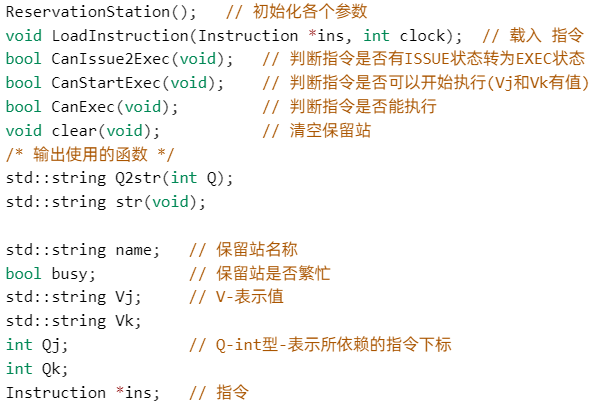 ReservationStation();   // 初始化各个参数
void LoadInstruction(Instruction *ins, int clock);  // 载入 指令
bool CanIssue2Exec(void);   // 判断指令是否有ISSUE状态转为EXEC状态
bool CanStartExec(void);    // 判断指令是否可以开始执行(Vj和Vk有值)
bool CanExec(void);         // 判断指令是否能执行
void clear(void);           // 清空保留站
/* 输出使用的函数 */
std::string Q2str(int Q);
std::string str(void);

std::string name;   // 保留站名称
bool busy;          // 保留站是否繁忙
std::string Vj;     // V-表示值
std::string Vk;
int Qj;             // Q-int型-表示所依赖的指令下标
int Qk;
Instruction *ins;   // 指令